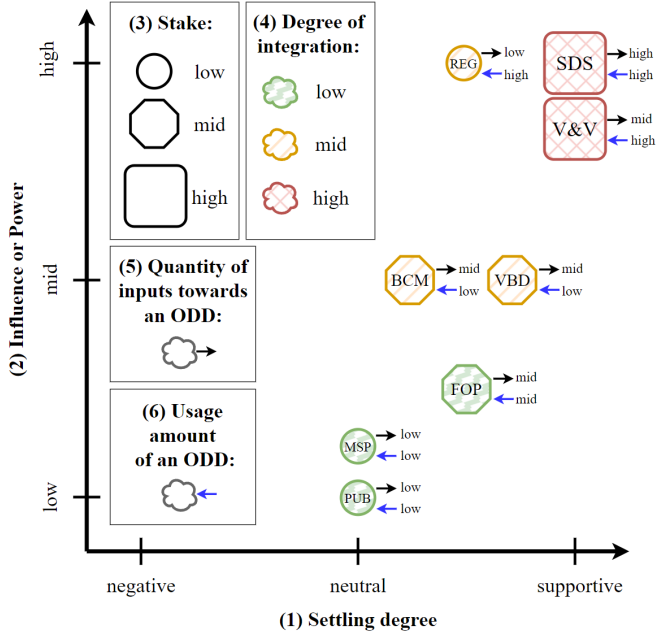 (3) Stake:
low
mid
high
(4) Degree of
integration:
low
mid
high
(5) Quantity of
inputs towards
an ODD:
(6) Usage
amount
of an ODD:
REG
low
high
SDS
high
high
V&V
mid
high
BCM
mid
low
VBD
mid
low
FOP
mid
mid
MSP
low
low
PUB
low
low
(2) Influence or Power
high
mid
low
negative
neutral
supportive
(1) Settling degree